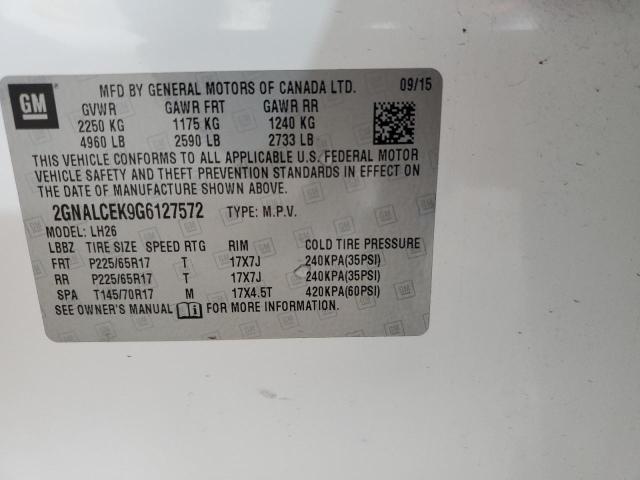 GM
MFD BY GENERAL MOTORS OF CANADA LTD. 09/15
GVWR GAWR FRT GAWR RR
2250 KG 1175 KG 1240 KG
4960 LB 2590 LB 2733 LB
THIS VEHICLE CONFORMS TO ALL APPLICABLE U.S. FEDERAL MOTOR
VEHICLE SAFETY AND THEFT PREVENTION STANDARDS IN EFFECT ON
THE DATE OF MANUFACTURE SHOWN ABOVE.
2GNALCEK9G6127572 TYPE: M.P.V.
MODEL: LH26
LBBZ TIRE SIZE SPEED RTG RIM COLD TIRE PRESSURE
FRT P225/65R17 T 17X7J 240KPA(35PSI)
RR P225/65R17 T 17X7J 240KPA(35PSI)
SPA T145/70R17 M 17X4.5T 420KPA(60PSI)
SEE OWNER'S MANUAL FOR MORE INFORMATION.